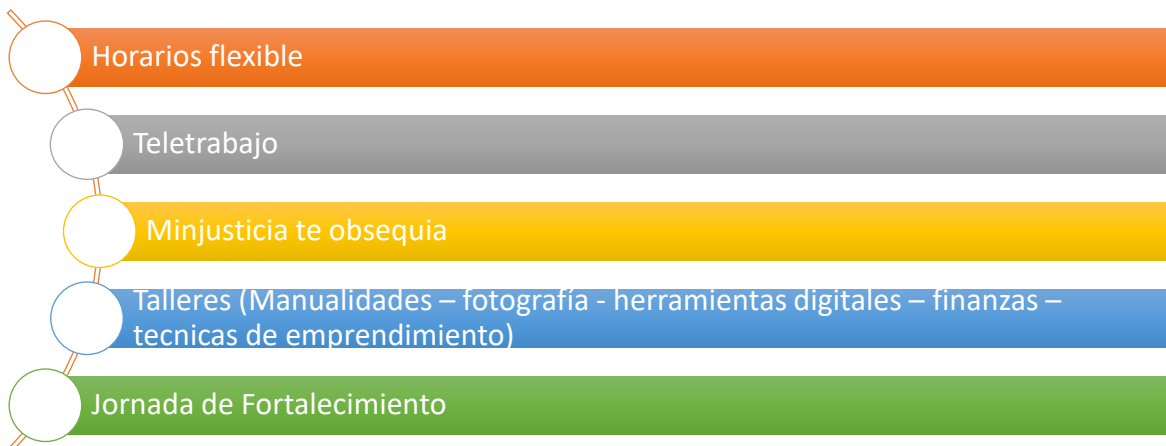 Horarios flexible
Teletrabajo
Minjusticia te obsequia
Talleres (Manualidades – fotografía - herramientas digitales – finanzas –
tecnicas de emprendimiento)
Jornada de Fortalecimiento